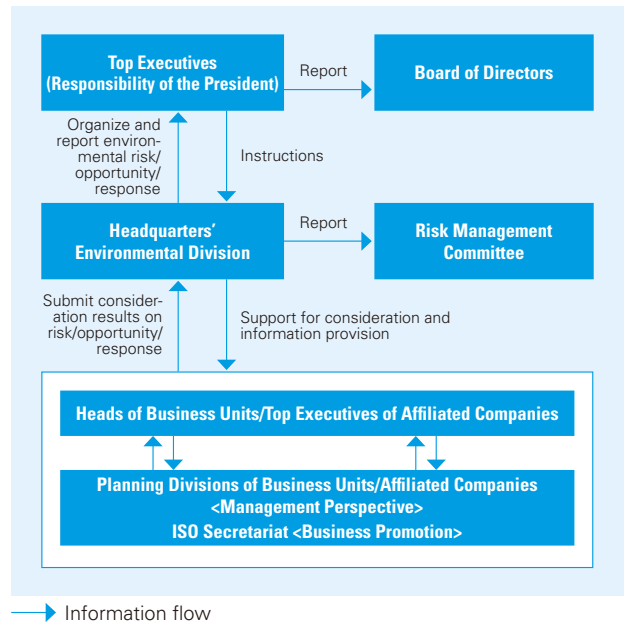 Top Executives
(Responsibility of the President)
Report
Board of Directors
Organize and
report environ-
mental risk/
opportunity/
response
Instructions
Headquarters’
Environmental Division
Report
Risk Management
Committee
Submit consider-
ation results on
risk/opportunity/
response
Support for consideration and
information provision
Heads of Business Units/Top Executives of Affiliated Companies
Planning Divisions of Business Units/Affiliated Companies
<Management Perspective>
ISO Secretariat <Business Promotion>
Information flow